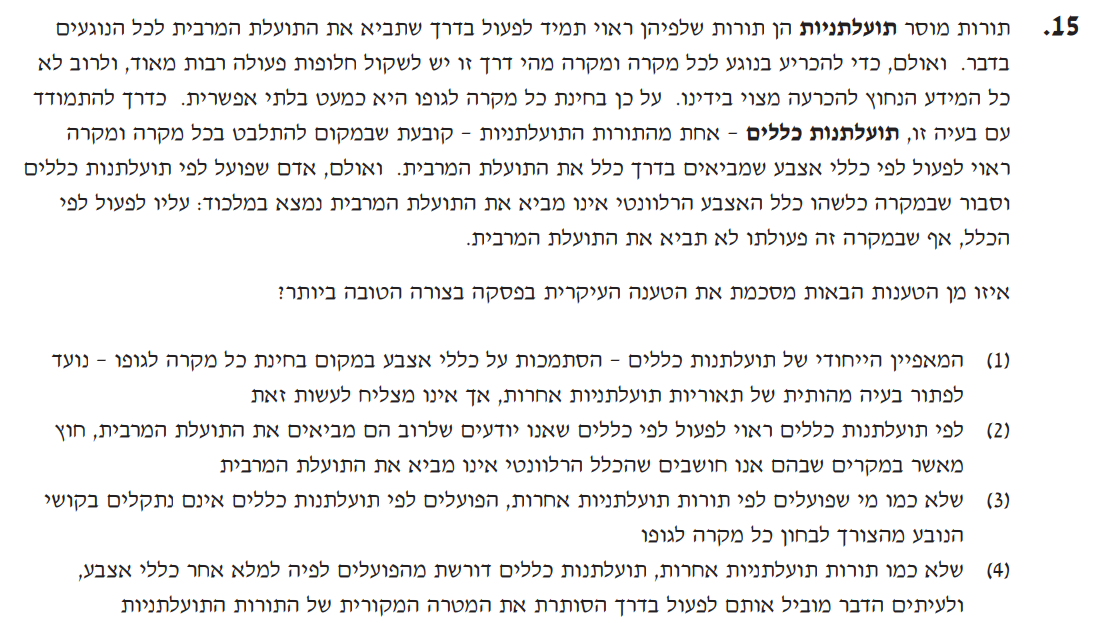 15. תורות מוסר תועלתניות הן תורות שלפיהן ראוי תמיד לפעול בדרך שתביא את התועלת המרבית לכל הנוגעים
בדבר. ואולם, כדי להכריע בנוגע לכל מקרה ומקרה מהי דרך זו יש לשקול חלופות פעולה רבות מאוד, ולרוב לא
כל המידע הנחוץ להכרעה מצוי בידינו. על כן בחינת כל מקרה לגופו היא כמעט בלתי אפשרית. כדרך להתמודד
עם בעיה זו, תועלתנות כללים – אחת מהתורות התועלתניות – קובעת שבמקום להתלבט בכל מקרה ומקרה
ראוי לפעול לפי כללי אצבע שמביאים בדרך כלל את התועלת המרבית. ואולם, אדם שפועל לפי תועלתנות כללים
וסבור שבמקרה כלשהו כלל האצבע הרלוונטי אינו מביא את התועלת המרבית נמצא במלכוד: עליו לפעול לפי
הכלל, אף שבמקרה זה פעולתו לא תביא את התועלת המרבית.
איזו מן הטענות הבאות מסכמת את הטענה העיקרית בפסקה בצורה הטובה ביותר?
(1) המאפיין הייחודי של תועלתנות כללים – הסתמכות על כללי אצבע במקום בחינת כל מקרה לגופו – נועד
לפתור בעיה מהותית של תאוריות תועלתניות אחרות, אך אינו מצליח לעשות זאת
(2) לפי תועלתנות כללים ראוי לפעול לפי כללים שאנו יודעים שלרוב הם מביאים את התועלת המרבית, חוץ
מאשר במקרים שבהם אנו חושבים שהכלל הרלוונטי אינו מביא את התועלת המרבית
(3) שלא כמו מי שפועלים לפי תורות תועלתניות אחרות, הפועלים לפי תועלתנות כללים אינם נתקלים בקושי
הנובע מהצורך לבחון כל מקרה לגופו
(4) שלא כמו תורות תועלתניות אחרות, תועלתנות כללים דורשת מהפועלים לפיה למלא אחר כללי אצבע,
ולעיתים הדבר מוביל אותם לפעול בדרך הסותרת את המטרה המקורית של התורות התועלתניות